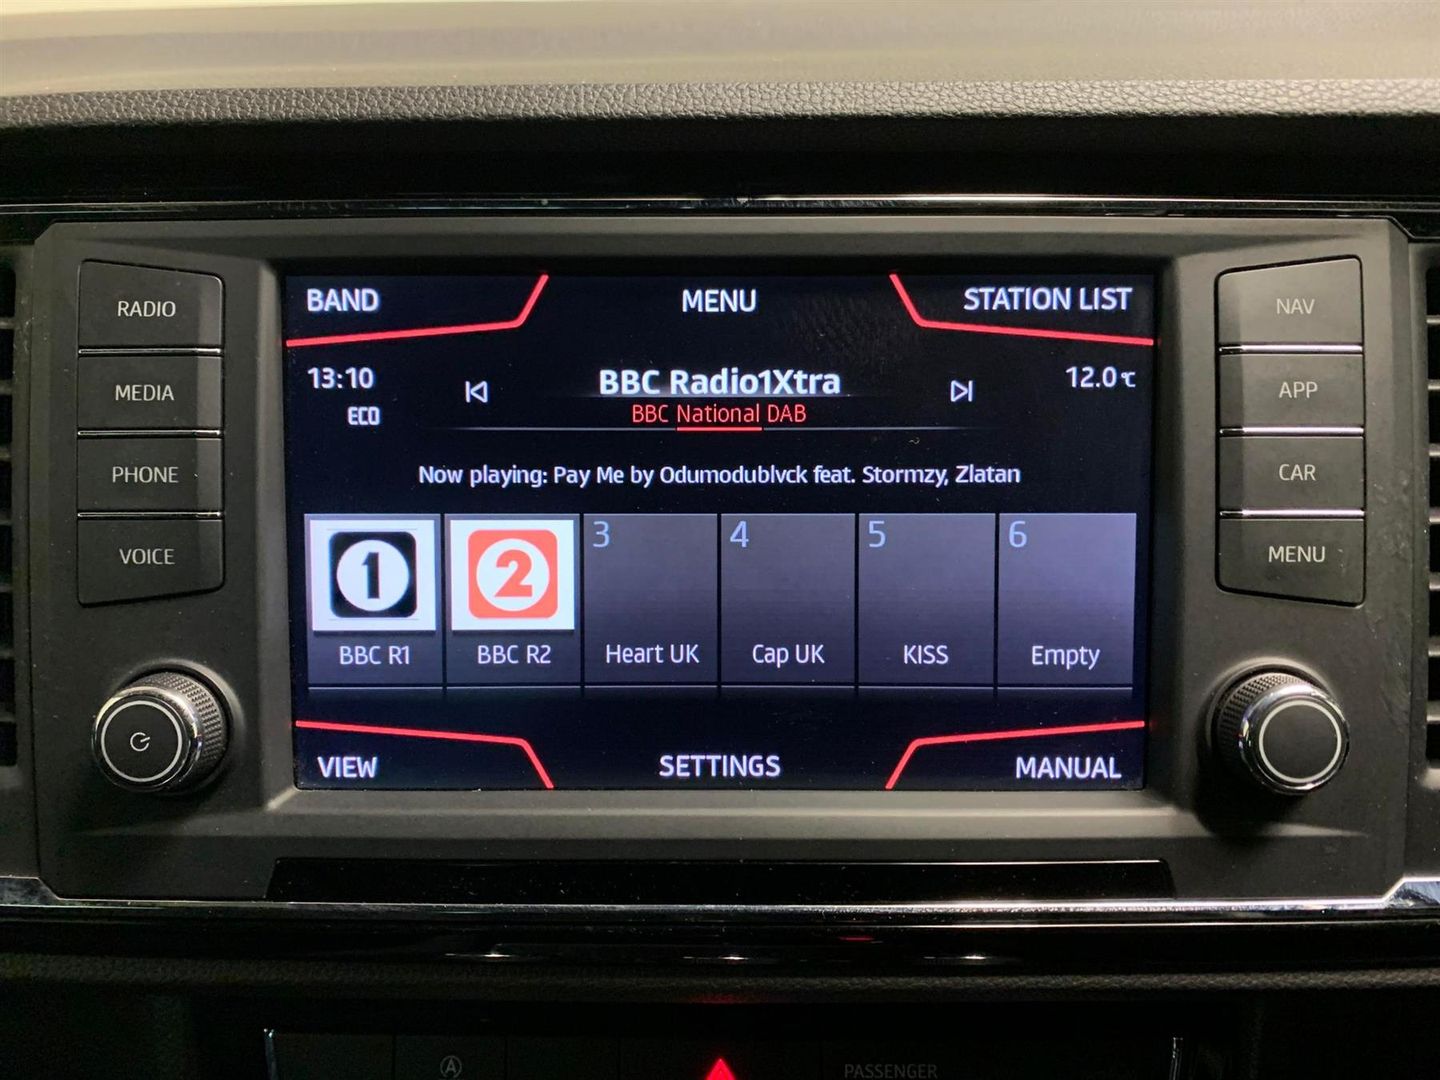 BAND MENU STATION LIST
RADIO NAV
13:10 BBC Radio1Xtra 12.0 °C
MEDIA APP
ECO BBC National DAB
PHONE CAR
Now playing: Pay Me by Odumodublvck feat. Stormzy, Zlatan
VOICE MENU
1 2 3 4 5 6
BBC R1 BBC R2 Heart UK Cap UK KISS Empty
VIEW SETTINGS MANUAL
A PASSENGER